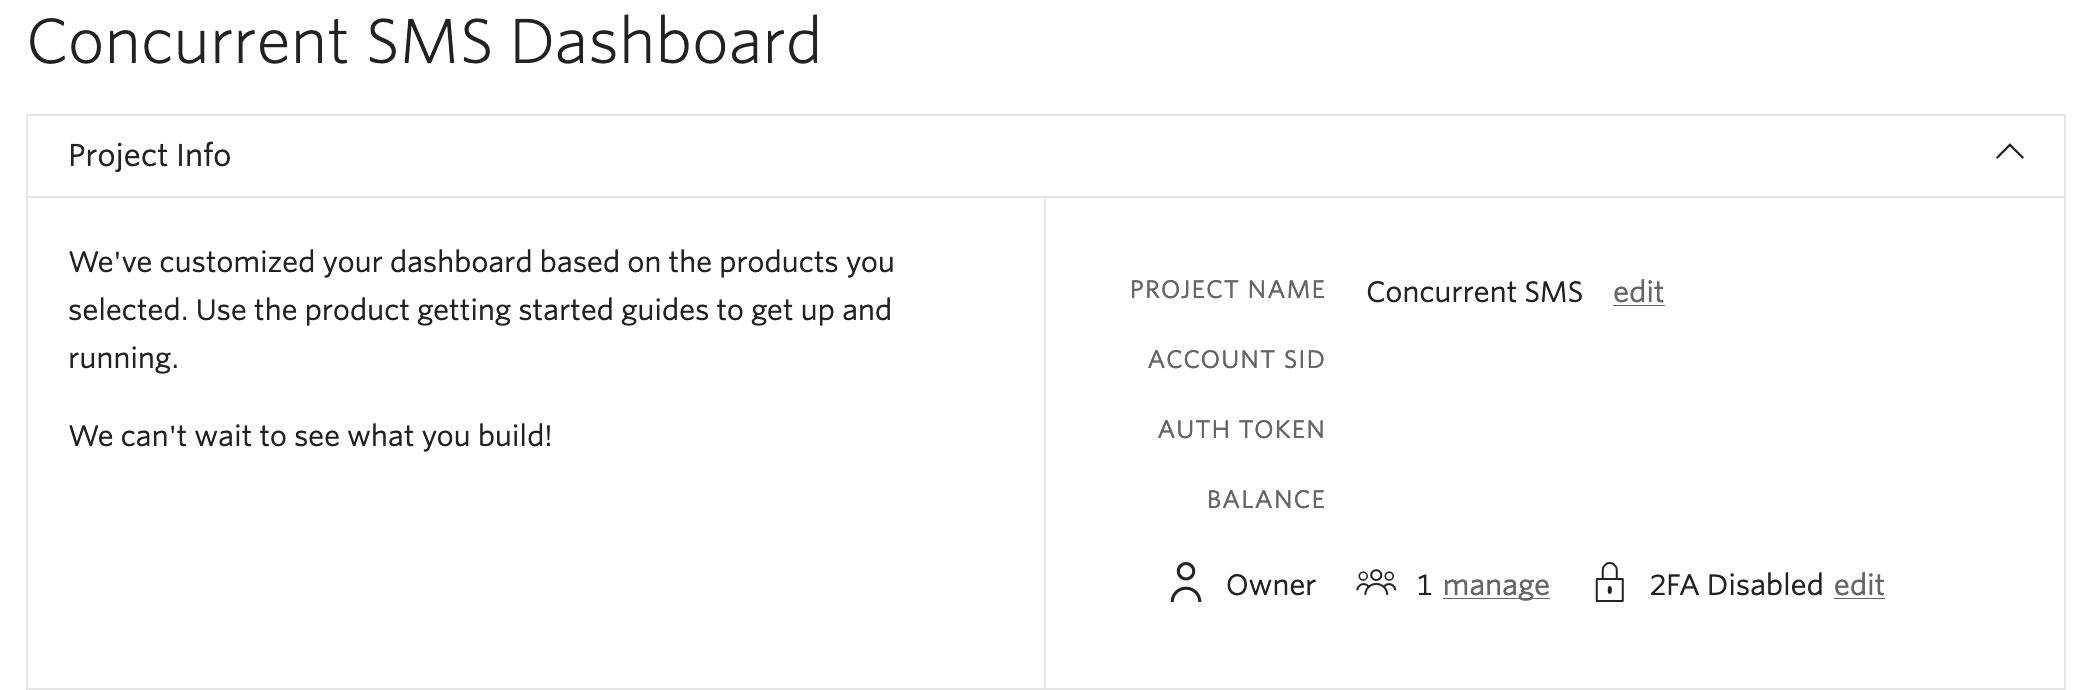 Concurrent SMS Dashboard
Project Info
We've customized your dashboard based on the products you
selected. Use the product getting started guides to get up and
running.
We can't wait to see what you build!
PROJECT NAME Concurrent SMS edit
ACCOUNT SID
AUTH TOKEN
BALANCE
Owner 1 manage 2FA Disabled edit